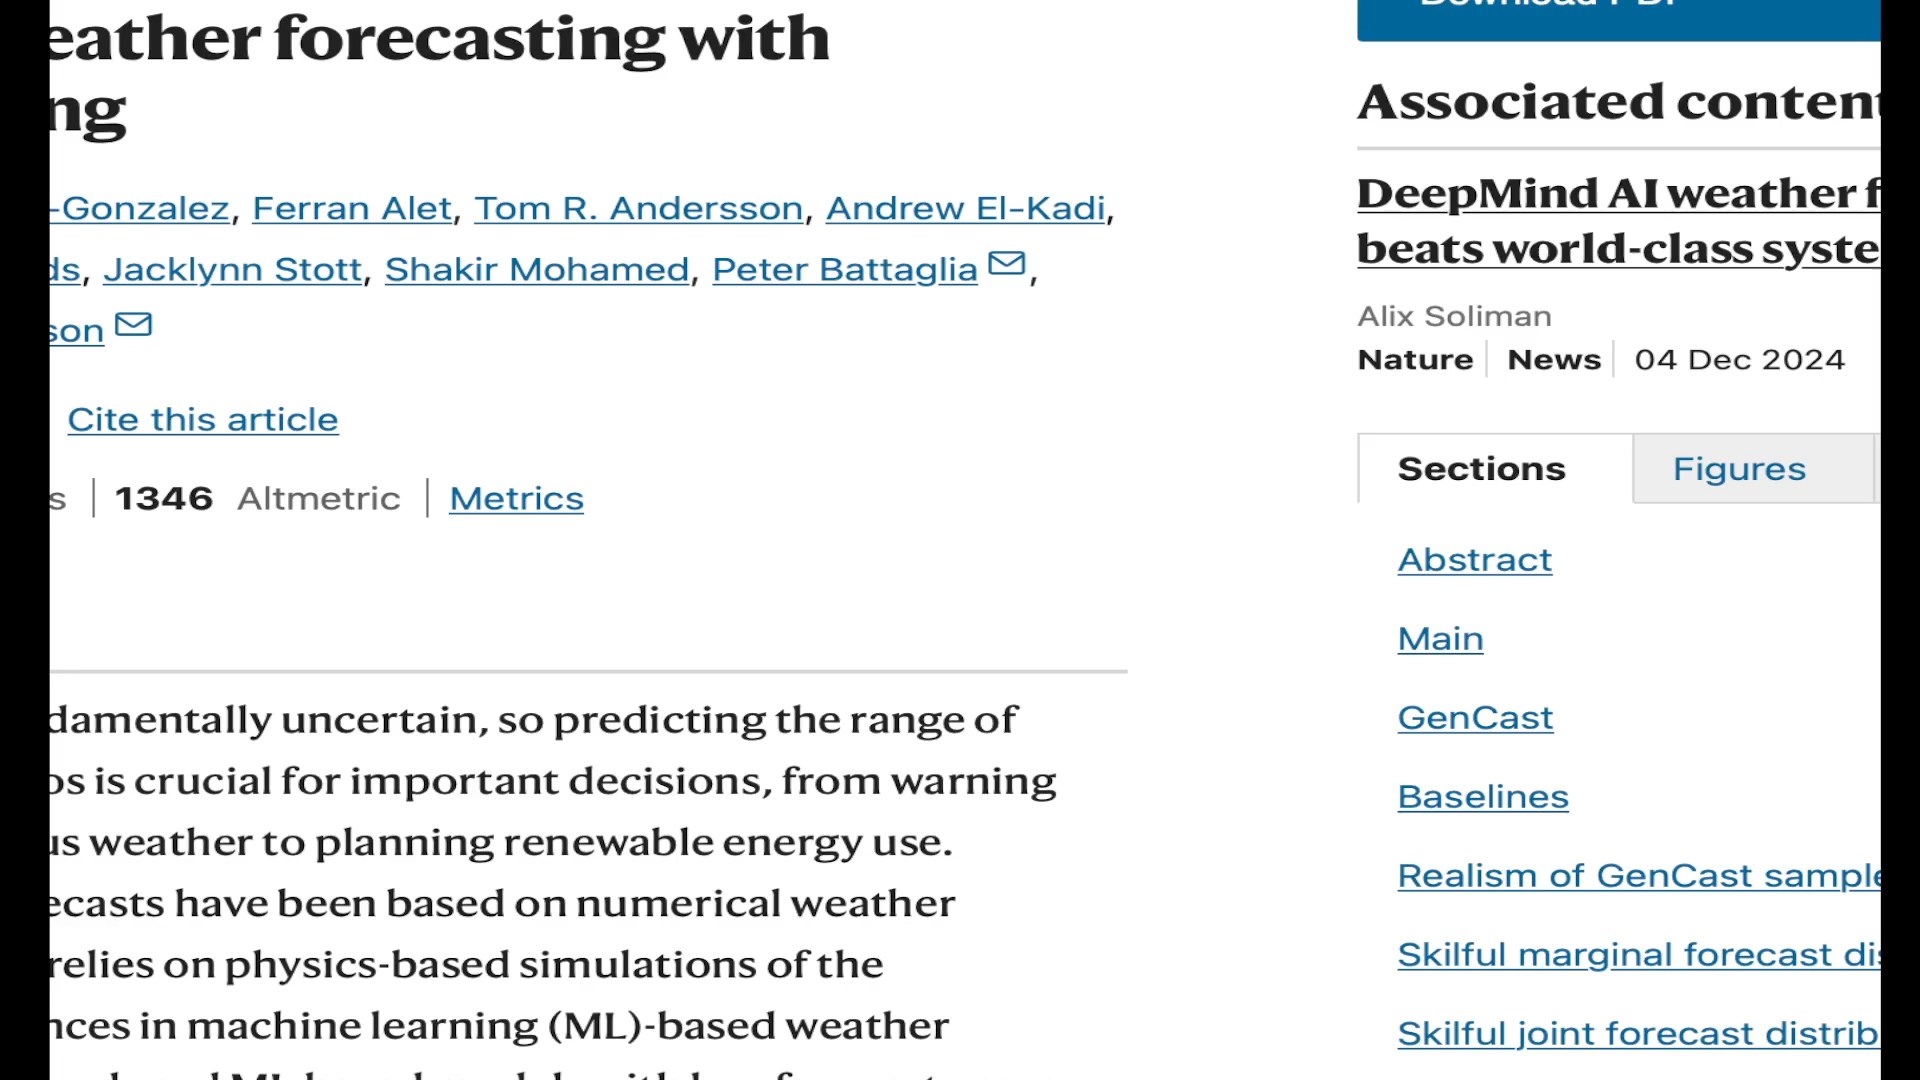 eather forecasting with
ng
-Gonzalez, Ferran Alet, Tom R. Andersson, Andrew El-Kadi,
ds, Jacklynn Stott, Shakir Mohamed, Peter Battaglia,
son
Cite this article
s | 1346 Altmetric | Metrics
damentally uncertain, so predicting the range of
os is crucial for important decisions, from warning
us weather to planning renewable energy use.
ecasts have been based on numerical weather
relies on physics-based simulations of the
nces in machine learning (ML)-based weather
Download PDF
Associated content
DeepMind AI weather f
beats world-class syste
Alix Soliman
Nature | News | 04 Dec 2024
Sections Figures
Abstract
Main
GenCast
Baselines
Realism of GenCast sample
Skilful marginal forecast dis
Skilful joint forecast distrib